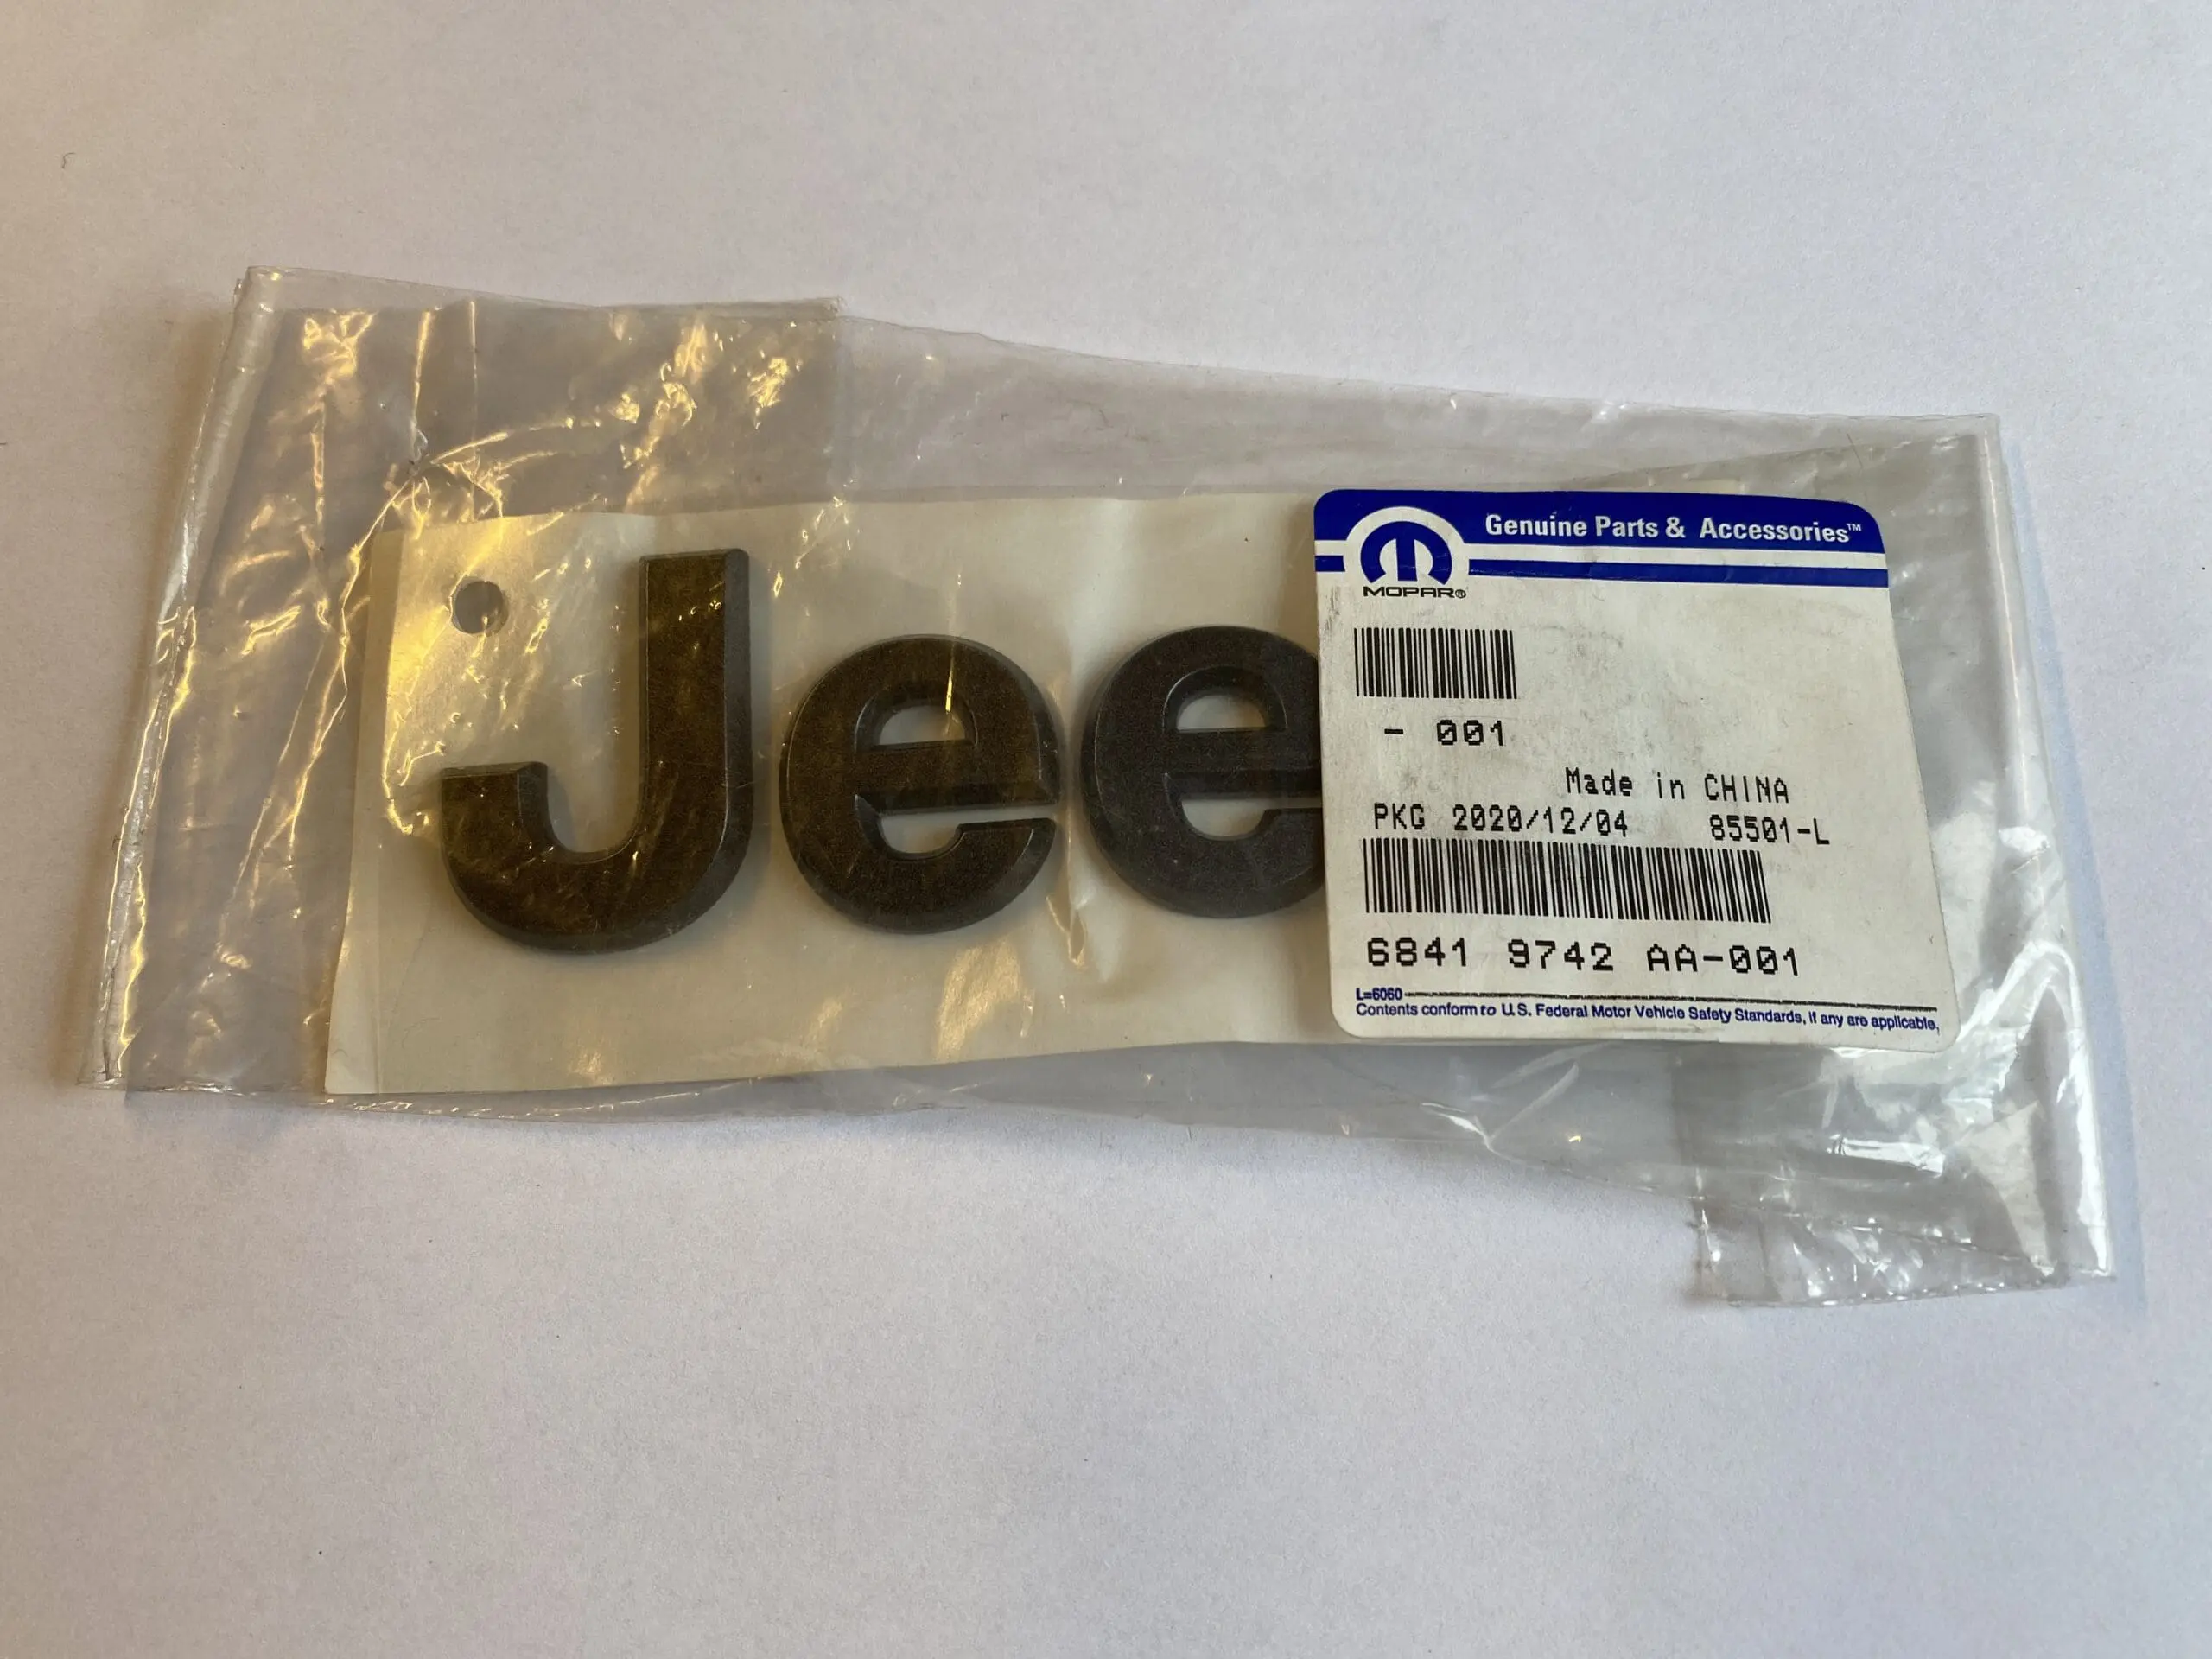 Jee
Genuine Parts & Accessories™
MOPAR®
- 001
Made in CHINA
PKG 2020/12/04 85501-L
6841 9742 AA-001
L=6060
Contents conform to U.S. Federal Motor Vehicle Safety Standards, if any are applicable.